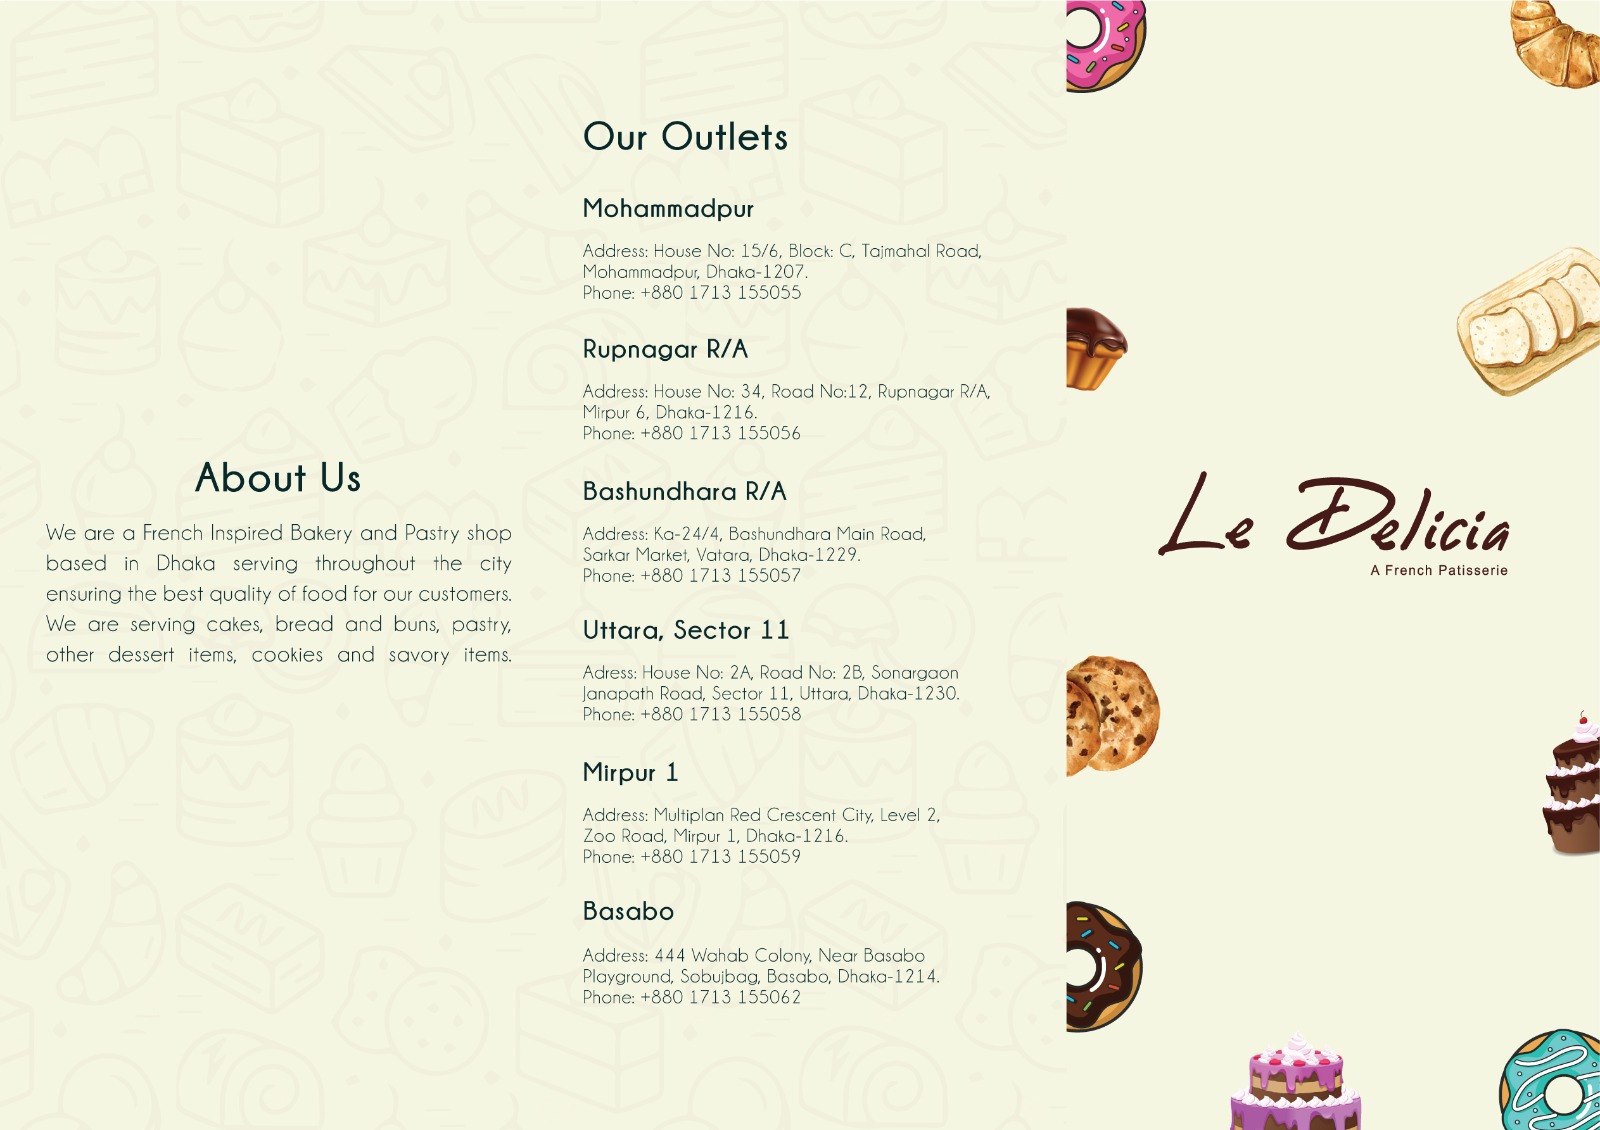 About Us
We are a French Inspired Bakery and Pastry shop
based in Dhaka serving throughout the city
ensuring the best quality of food for our customers.
We are serving cakes, bread and buns, pastry,
other dessert items, cookies and savory items.
Our Outlets
Mohammadpur
Address: House No: 15/6, Block: C, Tajmahal Road,
Mohammadpur, Dhaka-1207.
Phone: +880 1713 155055
Rupnagar R/A
Address: House No: 34, Road No:12, Rupnagar R/A,
Mirpur 6, Dhaka-1216.
Phone: +880 1713 155056
Bashundhara R/A
Address: Ka-24/4, Bashundhara Main Road,
Sarkar Market, Vatara, Dhaka-1229.
Phone: +880 1713 155057
Uttara, Sector 11
Adress: House No: 2A, Road No: 2B, Sonargaon
Janapath Road, Sector 11, Uttara, Dhaka-1230.
Phone: +880 1713 155058
Mirpur 1
Address: Multiplan Red Crescent City, Level 2,
Zoo Road, Mirpur 1, Dhaka-1216.
Phone: +880 1713 155059
Basabo
Address: 444 Wahab Colony, Near Basabo
Playground, Sobujbag, Basabo, Dhaka-1214.
Phone: +880 1713 155062
Le Delicia
A French Patisserie